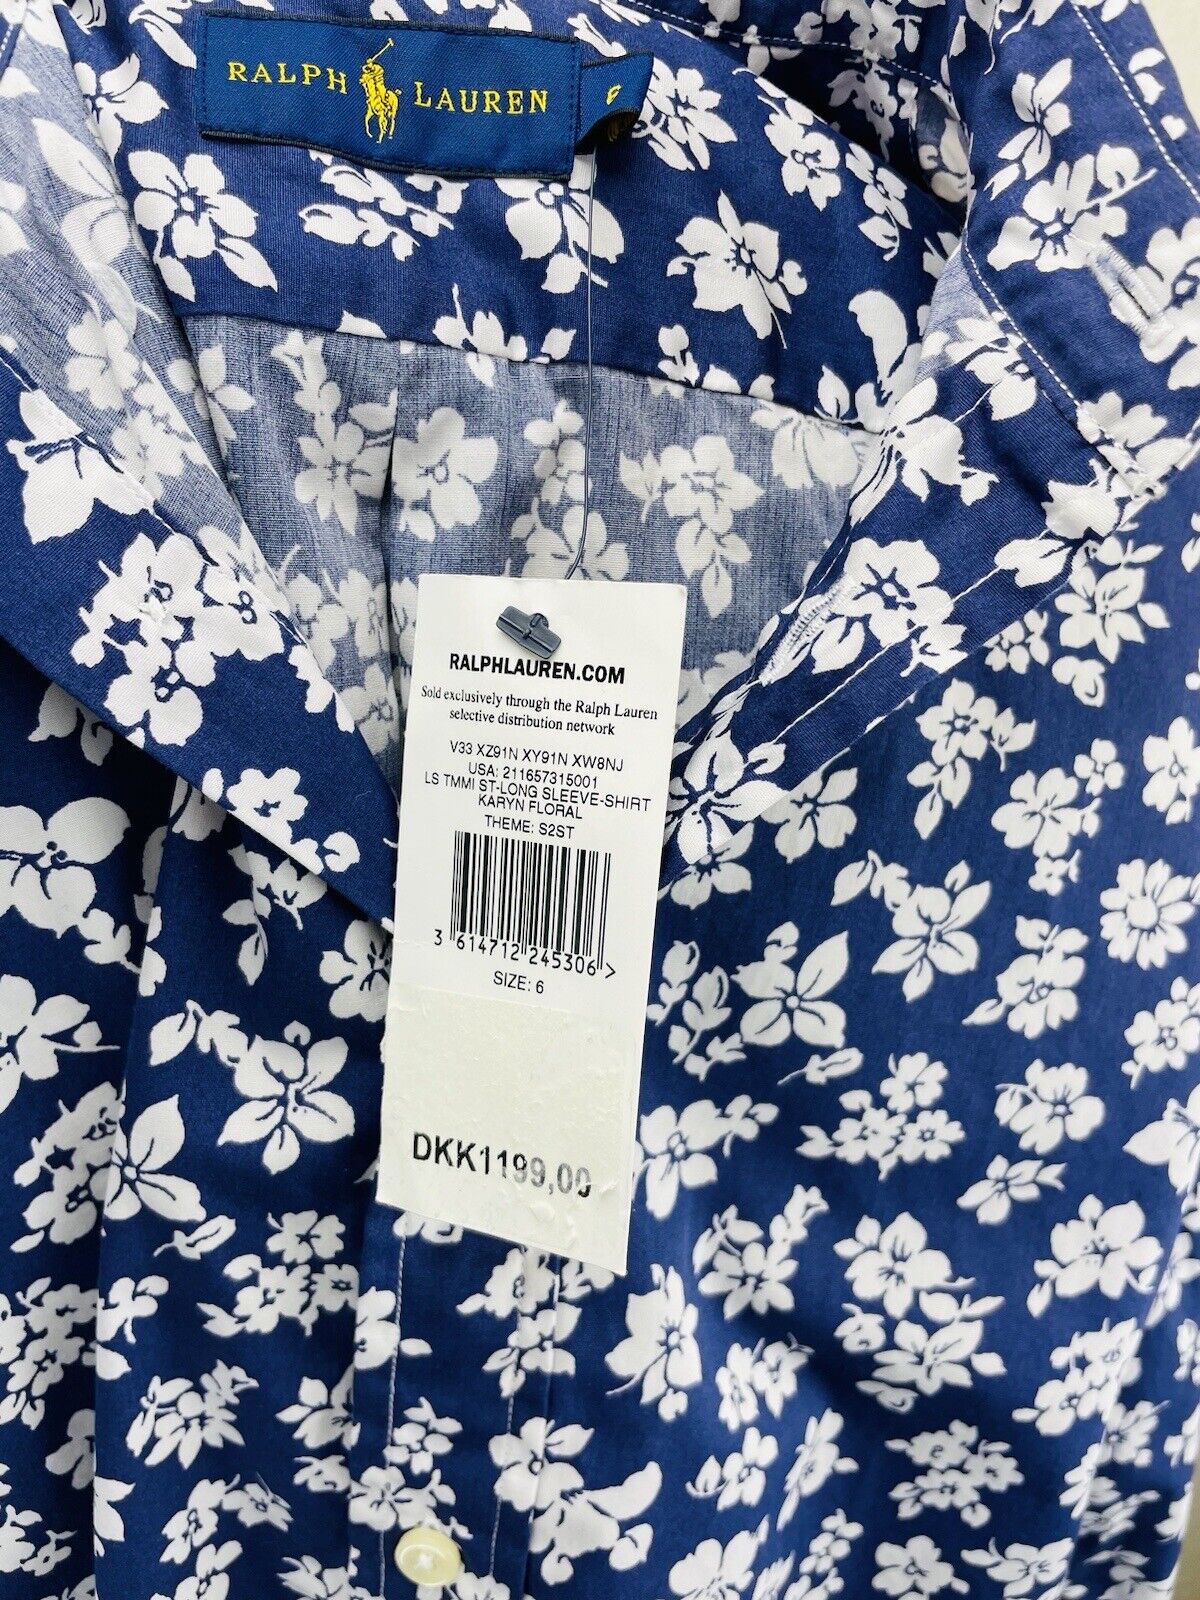 RALPH LAUREN
6
RALPHLAUREN.COM
Sold exclusively through the Ralph Lauren
selective distribution network
V33 XZ91N XY91N XW8NJ
USA: 211657315001
LS TMMI ST-LONG SLEEVE-SHIRT
KARYN FLORAL
THEME: S2ST
3 614712 245306 >
SIZE: 6
DKK1199,00